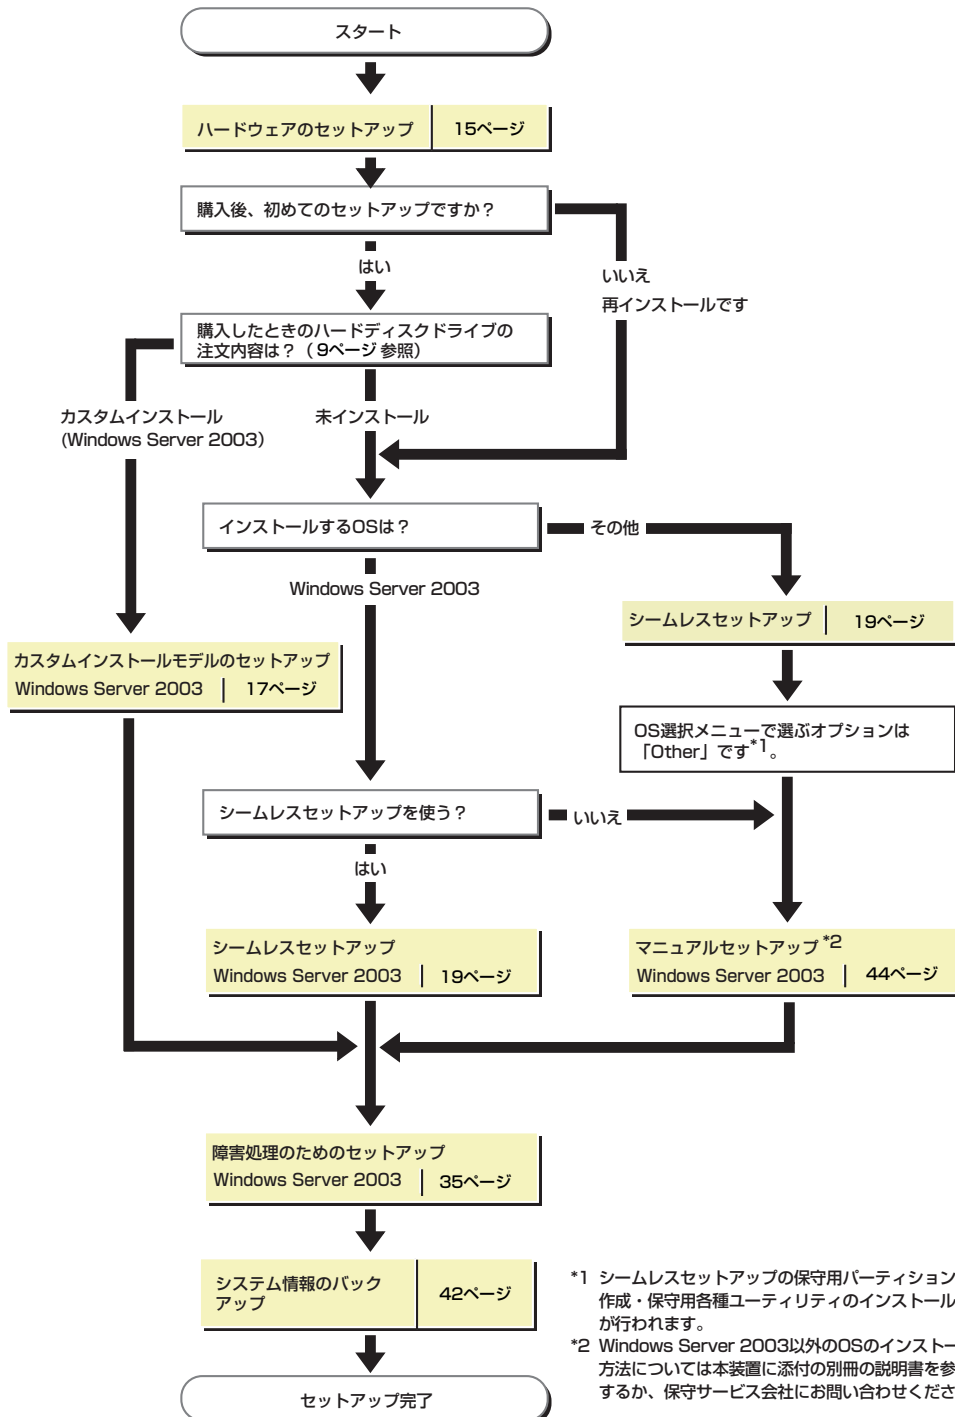 スタート
ハードウェアのセットアップ 15ページ
購入後、初めてのセットアップですか？
はい
いいえ
再インストールです
購入したときのハードディスクドライブの
注文内容は？（9ページ 参照）
カスタムインストール
(Windows Server 2003)
未インストール
インストールするOSは？
その他
Windows Server 2003
シームレスセットアップ 19ページ
カスタムインストールモデルのセットアップ
Windows Server 2003 17ページ
OS選択メニューで選ぶオプションは
「Other」です*1。
シームレスセットアップを使う？
いいえ
はい
シームレスセットアップ
Windows Server 2003 19ページ
マニュアルセットアップ *2
Windows Server 2003 44ページ
障害処理のためのセットアップ
Windows Server 2003 35ページ
システム情報のバック
アップ
42ページ
セットアップ完了
*1 シームレスセットアップの保守用パーティション
作成・保守用各種ユーティリティのインストール
が行われます。
*2 Windows Server 2003以外のOSのインストー
方法については本装置に添付の別冊の説明書を参
するか、保守サービス会社にお問い合わせくださ